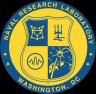 NAVAL RESEARCH LABORATORY
WASHINGTON, DC